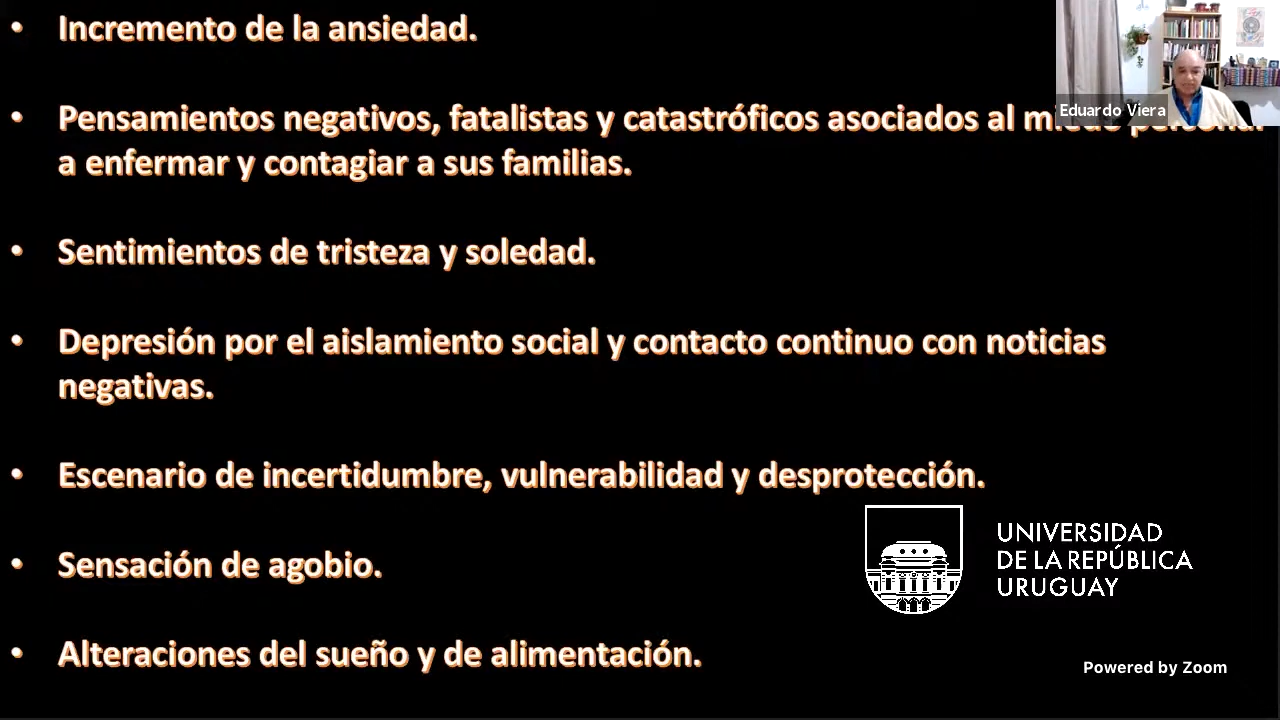 • Incremento de la ansiedad.
• Pensamientos negativos, fatalistas y catastróficos asociados al
a enfermar y contagiar a sus familias.
• Sentimientos de tristeza y soledad.
• Depresión por el aislamiento social y contacto continuo con noticias
negativas.
• Escenario de incertidumbre, vulnerabilidad y desprotección.
• Sensación de agobio.
• Alteraciones del sueño y de alimentación.
Eduardo Viera
UNIVERSIDAD
DE LA REPÚBLICA
URUGUAY
Powered by Zoom